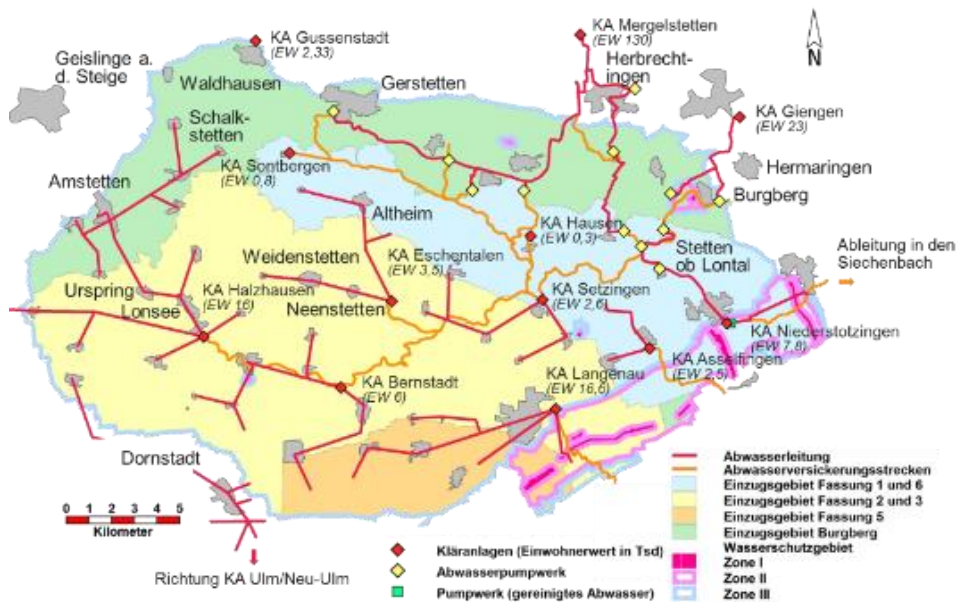 KA Gussenstadt
(EW 2,33)
Geislinge a.
d. Steige
Waldhausen
Gerstetten
KA Mergelstetten
(EW 130)
Herbrecht-
ingen
N
KA Giengen
(EW 23)
Schalk-
stetten
KA Sontbergen
(EW 0,8)
Hermaringen
Burgberg
Amstetten
Altheim
KA Hausen
(EW 0,3)
Weidenstetten
KA Eschentalen
(EW 3,5)
Stetten
ob Lontal
Ableitung in den
Siechenbach
Urspring
Lonsee
KA Halzhausen
(EW 16)
Neenstetten
KA Setzingen
(EW 2,6)
KA Niederstotzingen
(EW 7,8)
KA Bernstadt
(EW 6)
KA Langenau
(EW 16,6)
KA Asselfingen
(EW 2,5)
Dornstadt
0 1 2 3 4 5
Kilometer
Richtung KA Ulm/Neu-Ulm
Kläranlagen (Einwohnerwert in Tsd)
Abwasserpumpwerk
Pumpwerk (gereinigtes Abwasser)
Abwasserleitung
Abwasserversickerungsstrecken
Einzugsgebiet Fassung 1 und 6
Einzugsgebiet Fassung 2 und 3
Einzugsgebiet Fassung 5
Einzugsgebiet Burgberg
Wasserschutzgebiet
Zone I
Zone II
Zone III